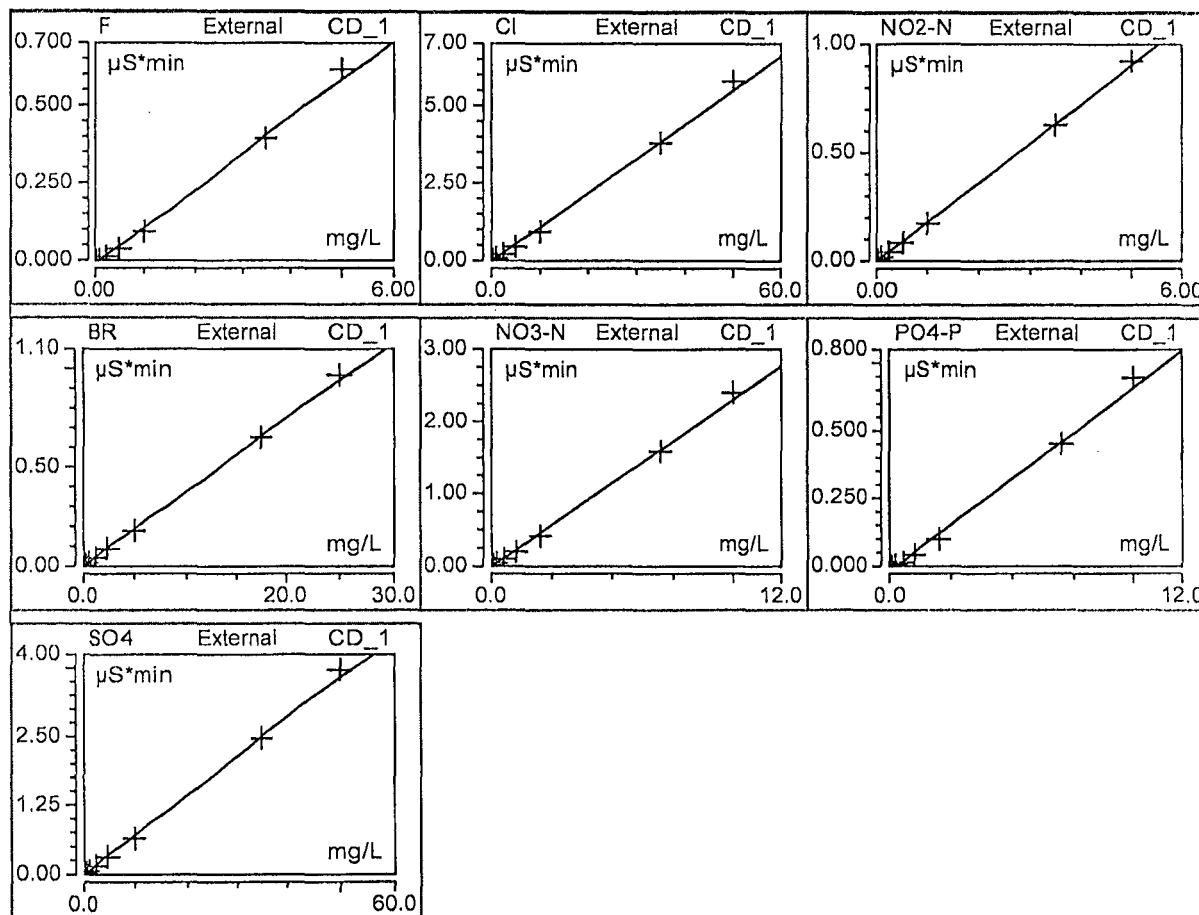 F External CD_1
0.700
µS*min
0.500
0.250
0.000
mg/L
0.00 6.00
Cl External CD_1
7.00
µS*min
5.00
2.50
0.00
mg/L
0.00 60.0
NO2-N External CD_1
1.00
µS*min
0.50
0.00
mg/L
0.00 6.00
BR External CD_1
1.10
µS*min
0.50
0.00
mg/L
0.0 20.0 30.0
NO3-N External CD_1
3.00
µS*min
2.00
1.00
0.00
mg/L
0.0 12.0
PO4-P External CD_1
0.800
µS*min
0.500
0.250
0.000
mg/L
0.0 12.0
SO4 External CD_1
4.00
µS*min
2.50
1.25
0.00
mg/L
0.0 60.0